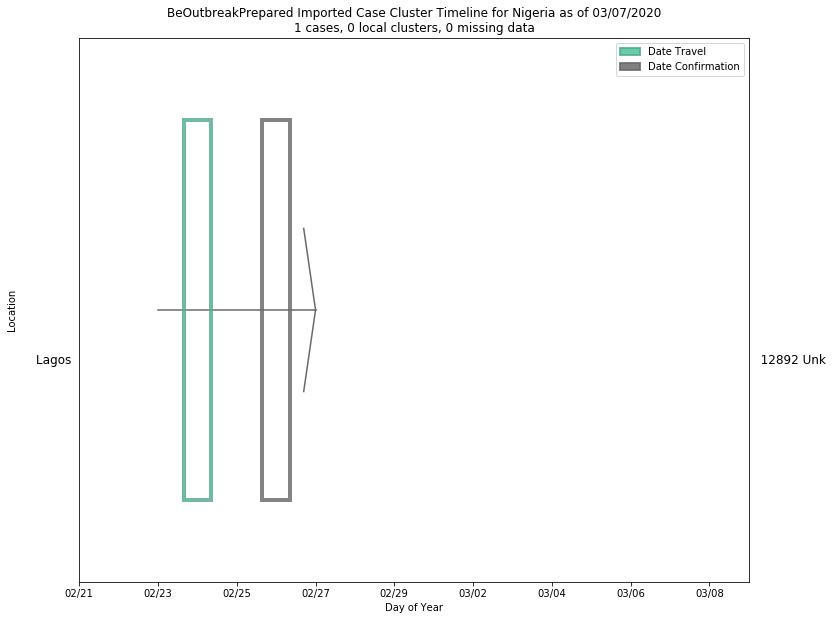 BeOutbreakPrepared Imported Case Cluster Timeline for Nigeria as of 03/07/2020
1 cases, 0 local clusters, 0 missing data
Date Travel
Date Confirmation
Location
Lagos
12892 Unk
02/21 02/23 02/25 02/27 02/29 03/02 03/04 03/06 03/08
Day of Year